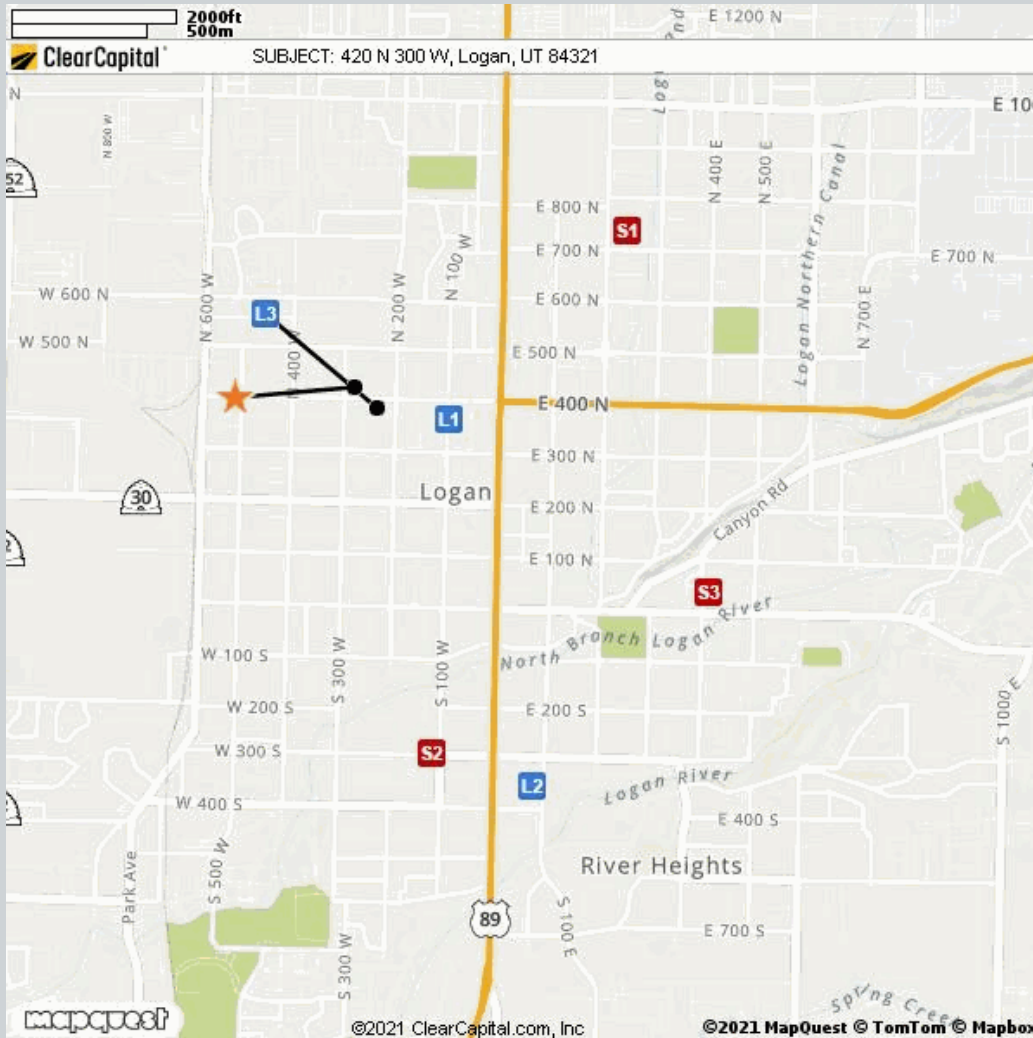 2000ft
500m
E 1200 N
ClearCapital
SUBJECT: 420 N 300 W, Logan, UT 84321
N
N 800 W
E 10
N 400 E
N 500 E
Logan Northern Canal
52
E 800 N
S1
E 700 N
E 700 N
N 100 W
W 600 N
N 600 W
N 200 W
E 600 N
N 700 E
L3
W 500 N
N 400 W
E 500 N
E 400 N
L1
E 300 N
Logan
30
E 200 N
Canyon Rd
E 100 N
S3
North Branch Logan River
W 100 S
S 300 W
S 100 W
W 200 S
E 200 S
S 1000 E
W 300 S
S2
L2
Logan River
W 400 S
E 400 S
River Heights
Park Ave
S 500 W
89
S 100 E
E 700 S
S 300 W
Spring Creek
mapquest
©2021 ClearCapital.com, Inc
©2021 MapQuest © TomTom © Mapbox